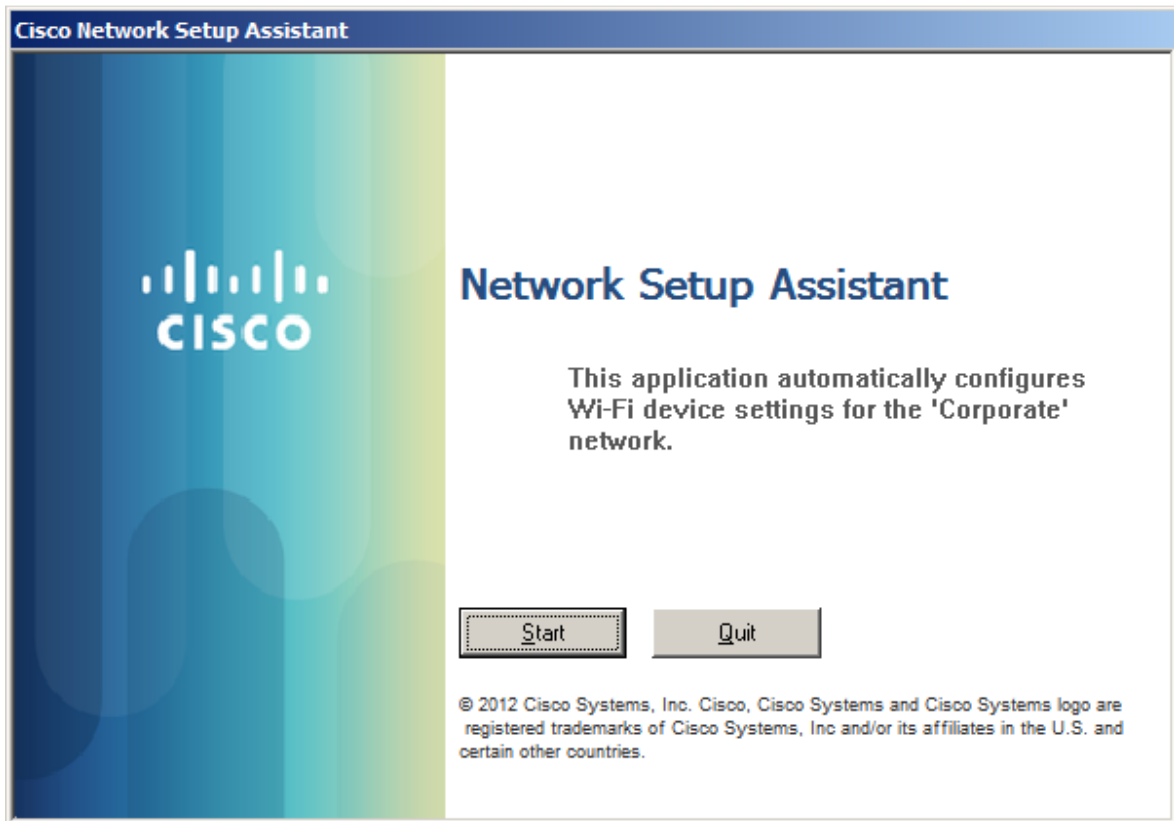 Cisco Network Setup Assistant
CISCO
Network Setup Assistant
This application automatically configures
Wi-Fi device settings for the 'Corporate'
network.
Start
Quit
© 2012 Cisco Systems, Inc. Cisco, Cisco Systems and Cisco Systems logo are
registered trademarks of Cisco Systems, Inc and/or its affiliates in the U.S. and
certain other countries.